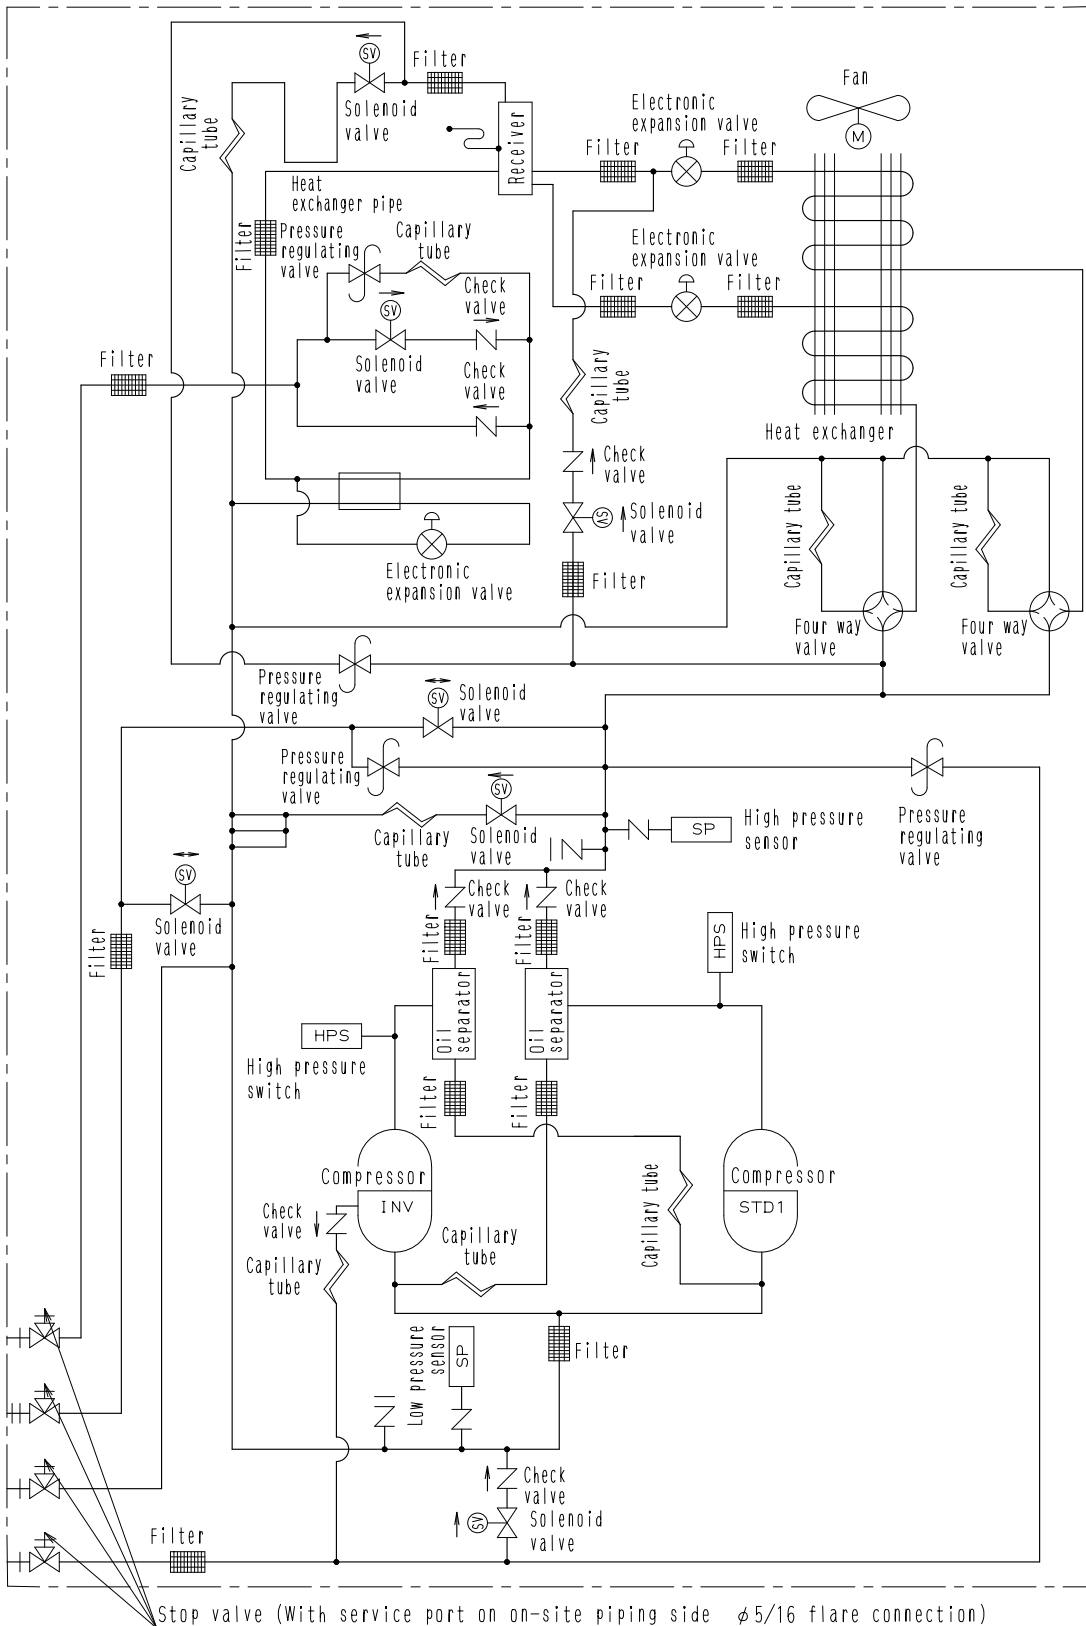 SV
Filter
Solenoid
valve
Capillary
tube
Receiver
Heat
exchanger pipe
Electronic
expansion valve
Filter
Filter
Fan
M
Filter
Pressure
regulating
valve
Capillary
tube
Check
valve
SV
Solenoid
valve
Check
valve
Filter
Electronic
expansion valve
Filter
Filter
Capillary
tube
Check
valve
SV
Solenoid
valve
Filter
Electronic
expansion valve
Heat exchanger
Capillary tube
Capillary tube
Four way
valve
Four way
valve
Pressure
regulating
valve
SV
Solenoid
valve
Pressure
regulating
valve
SV
Capillary
tube
Solenoid
valve
SP
High pressure
sensor
Pressure
regulating
valve
SV
Solenoid
valve
Filter
Check
valve
Check
valve
Filter
Filter
HPS
High pressure
switch
Oil
separator
Oil
separator
HPS
High pressure
switch
Filter
Filter
Compressor
INV
Compressor
STD1
Check
valve
Capillary
tube
Capillary
tube
Capillary tube
Low pressure
sensor
SP
Filter
Check
valve
SV
Solenoid
valve
Filter
Stop valve (With service port on on-site piping side ϕ5/16 flare connection)